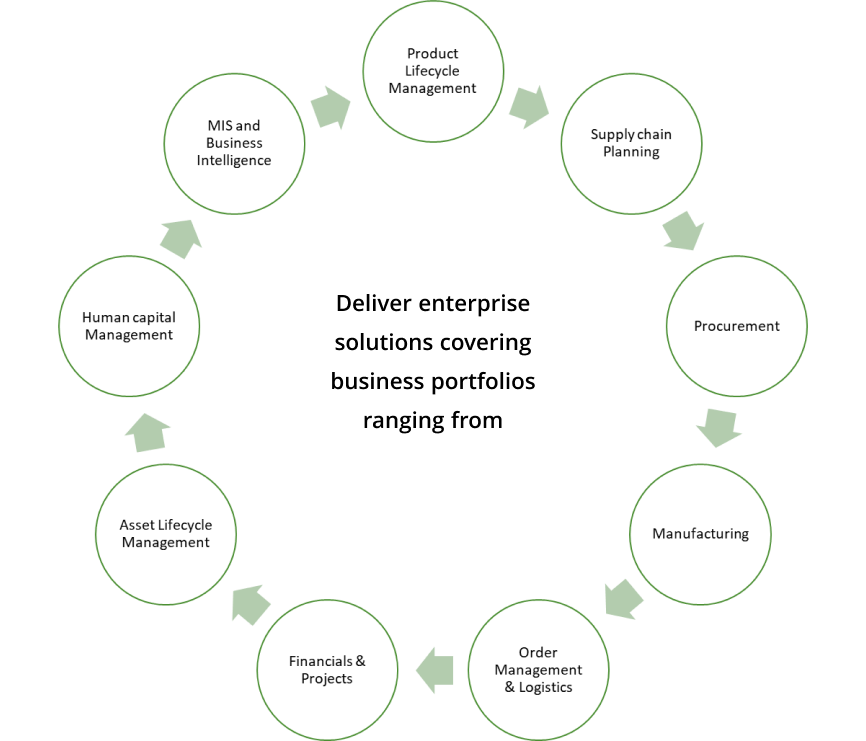 Product
Lifecycle
Management
Supply chain
Planning
Procurement
Manufacturing
Order
Management
& Logistics
Financials &
Projects
Asset Lifecycle
Management
Human capital
Management
MIS and
Business
Intelligence
Deliver enterprise
solutions covering
business portfolios
ranging from